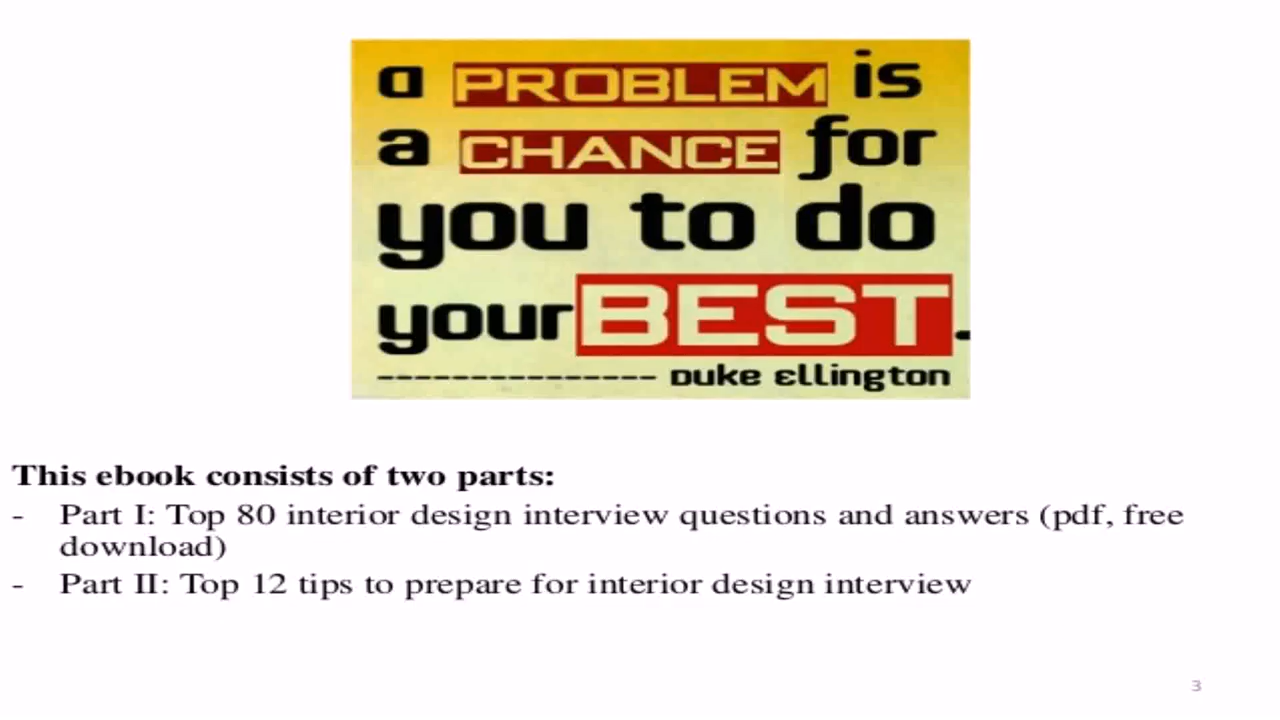 a PROBLEM is
a CHANCE for
you to do
your BEST.
---------------- Duke Ellington
This ebook consists of two parts:
- Part I: Top 80 interior design interview questions and answers (pdf, free
download)
- Part II: Top 12 tips to prepare for interior design interview
3